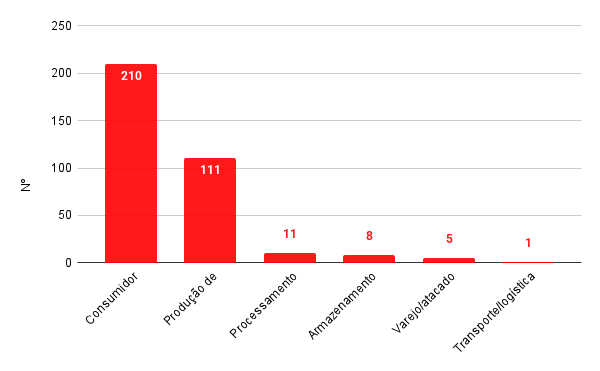 250
200
150
100
50
0
Nº
210
111
11
8
5
1
Consumidor
Produção de
Processamento
Armazenamento
Varejo/atacado
Transporte/logística